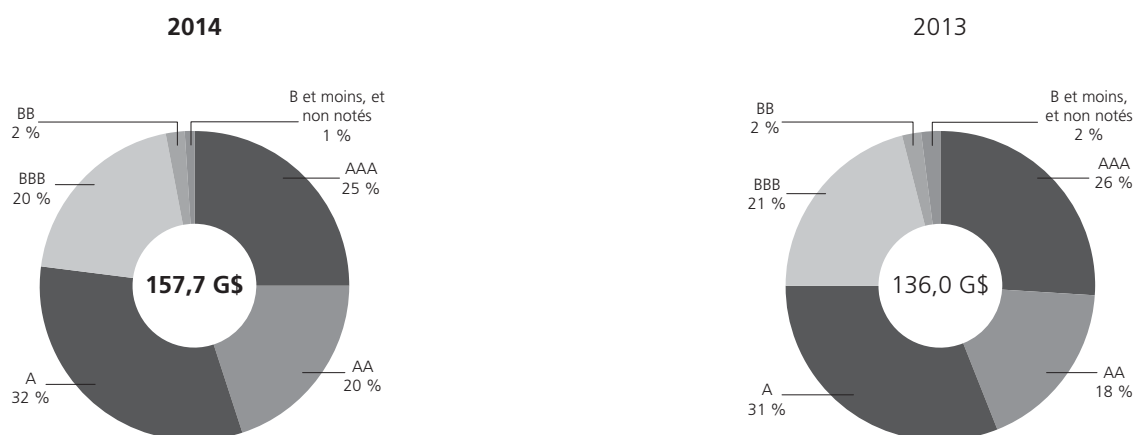 2014
B et moins, et
non notés
1 %
BB
2 %
AAA
25 %
BBB
20 %
157,7 G$
A
32 %
AA
20 %
2013
B et moins,
et non notés
2 %
BB
2 %
AAA
26 %
BBB
21 %
136,0 G$
A
31 %
AA
18 %